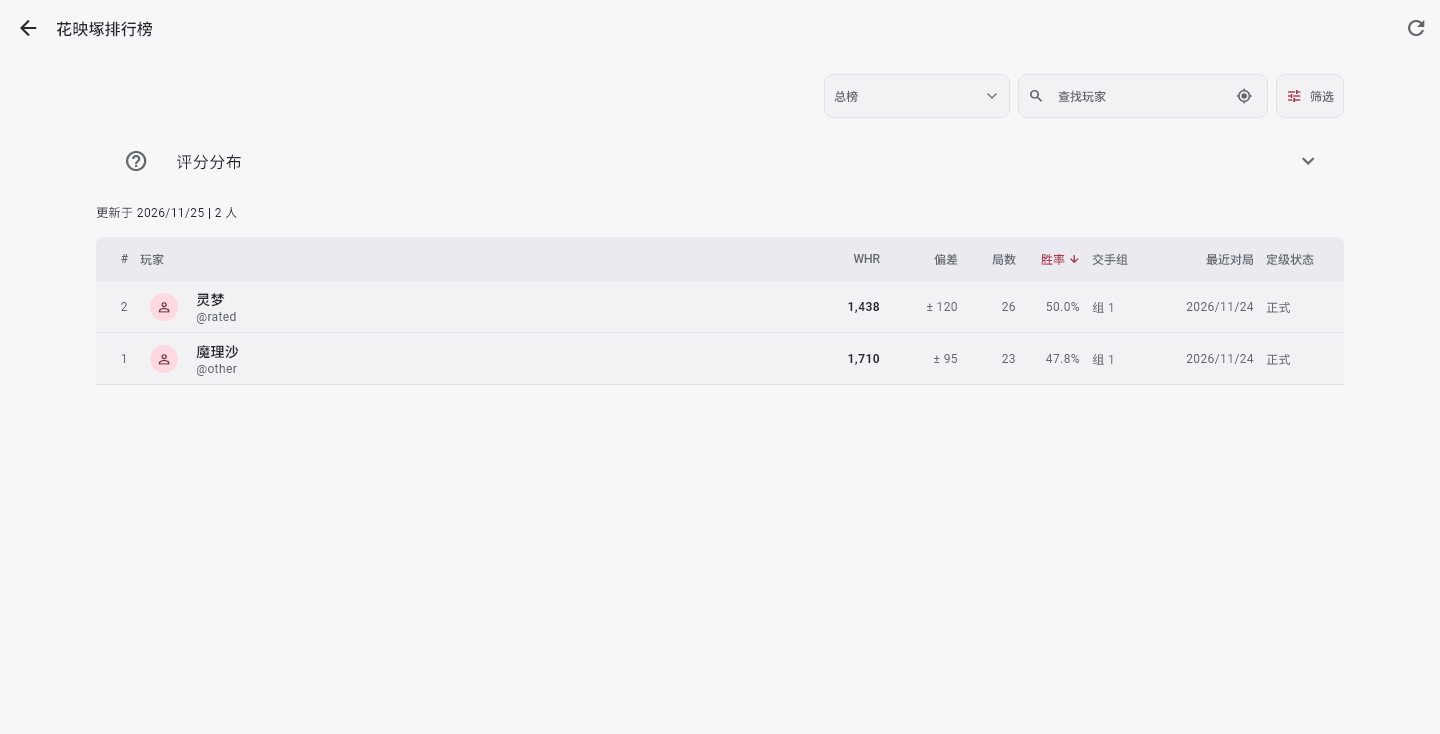 花映塚排行榜
总榜 查找玩家 筛选
评分分布
更新于 2026/11/25 | 2 人
# 玩家 WHR 偏差 局数 胜率 交手组 最近对局 定级状态
2 灵梦 1,438 ± 120 26 50.0% 组 1 2026/11/24 正式
@rated
1 魔理沙 1,710 ± 95 23 47.8% 组 1 2026/11/24 正式
@other